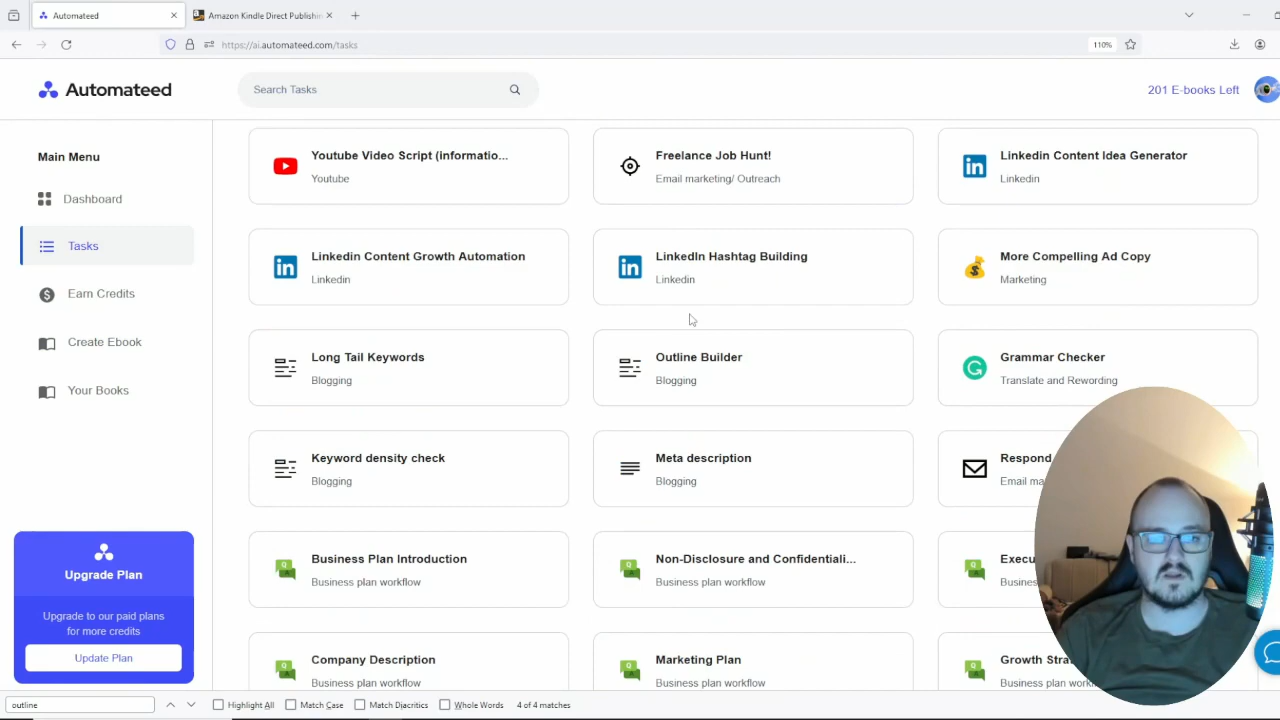 Automateed
Amazon Kindle Direct Publishin
https://ai.automateed.com/tasks
110%
Automateed
Search Tasks
201 E-books Left
Main Menu
Dashboard
Tasks
Earn Credits
Create Ebook
Your Books
Upgrade Plan
Upgrade to our paid plans
for more credits
Update Plan
Youtube Video Script (informatio...
Youtube
Freelance Job Hunt!
Email marketing/ Outreach
Linkedin Content Idea Generator
Linkedin
Linkedin Content Growth Automation
Linkedin
LinkedIn Hashtag Building
Linkedin
More Compelling Ad Copy
Marketing
Long Tail Keywords
Blogging
Outline Builder
Blogging
Grammar Checker
Translate and Rewording
Keyword density check
Blogging
Meta description
Blogging
Respond
Email ma
Business Plan Introduction
Business plan workflow
Non-Disclosure and Confidentiali...
Business plan workflow
Execu
Busines
Company Description
Business plan workflow
Marketing Plan
Business plan workflow
Growth Stra
Business plan work
outline
Highlight All
Match Case
Match Diacritics
Whole Words
4 of 4 matches